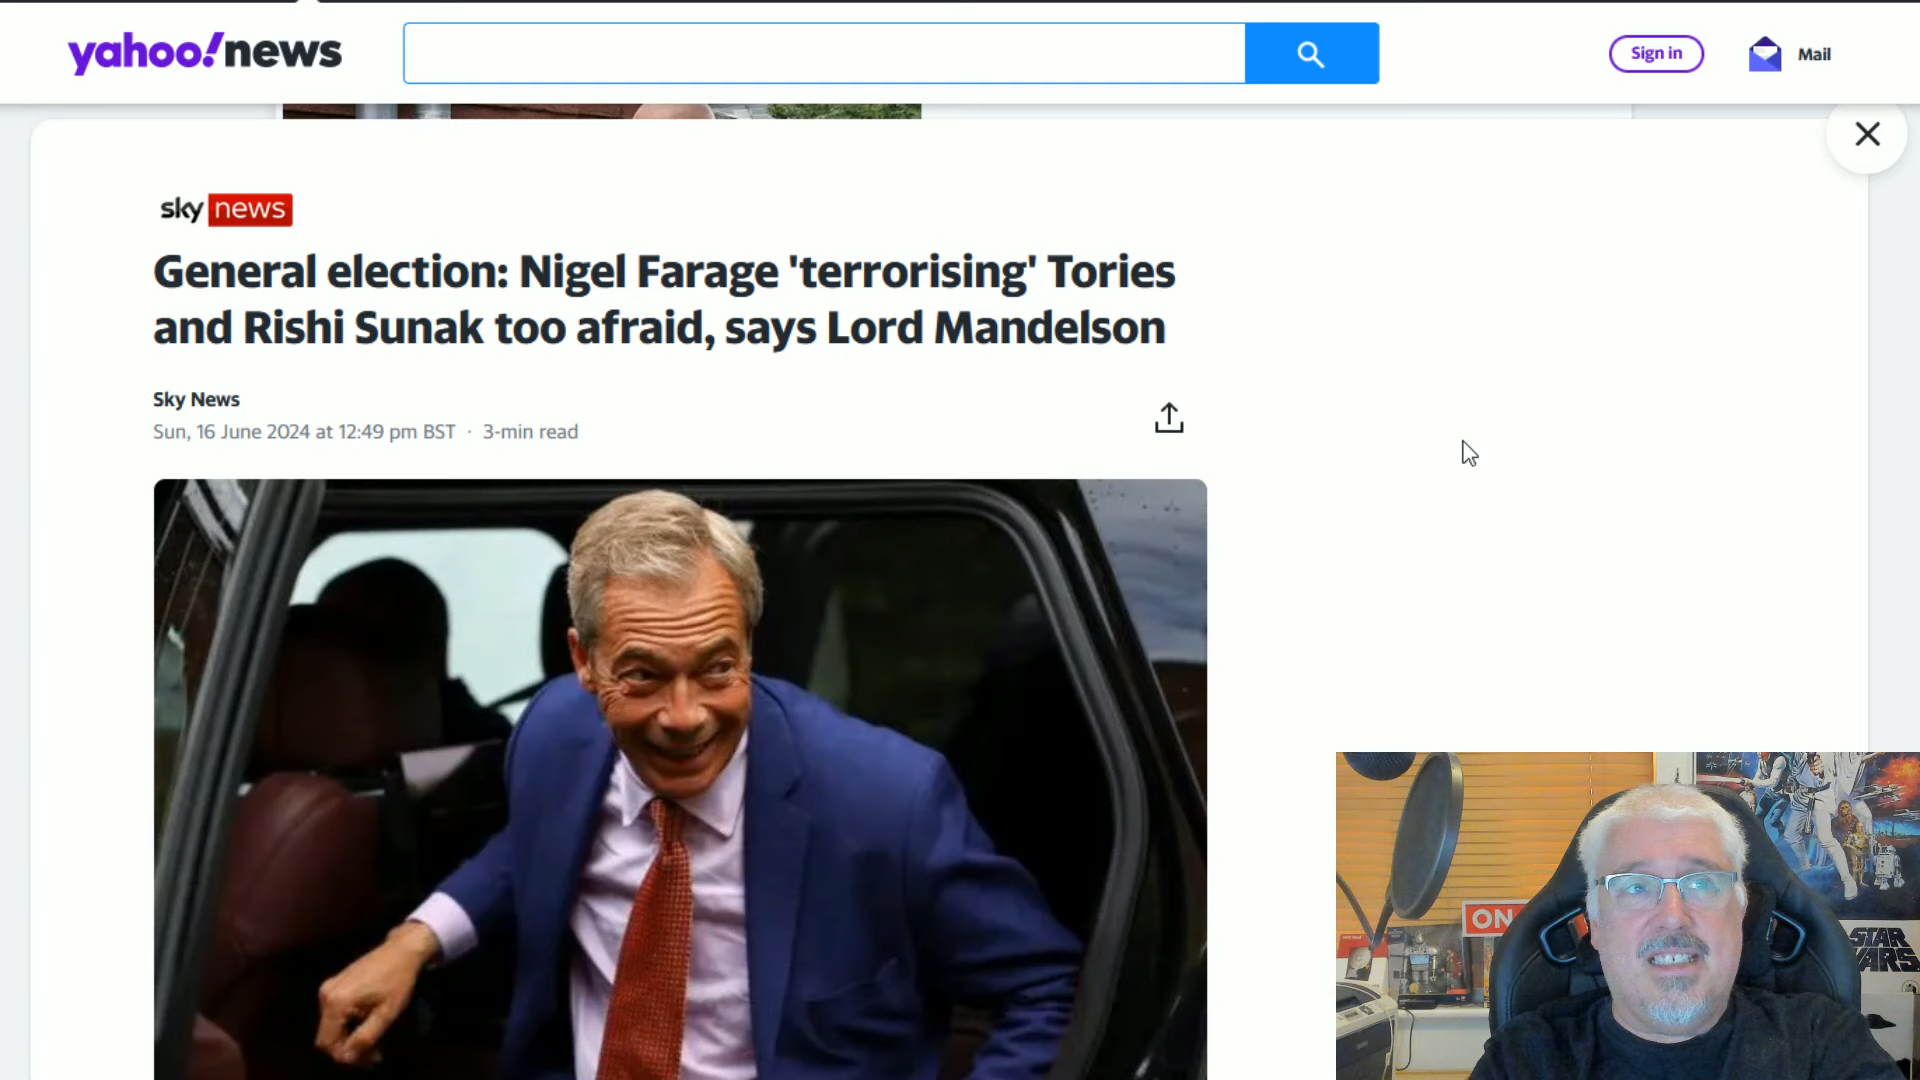 yahoo!news
Sign in
Mail
sky news
General election: Nigel Farage 'terrorising' Tories
and Rishi Sunak too afraid, says Lord Mandelson
Sky News
Sun, 16 June 2024 at 12:49 pm BST · 3-min read
ON
STAR
WARS